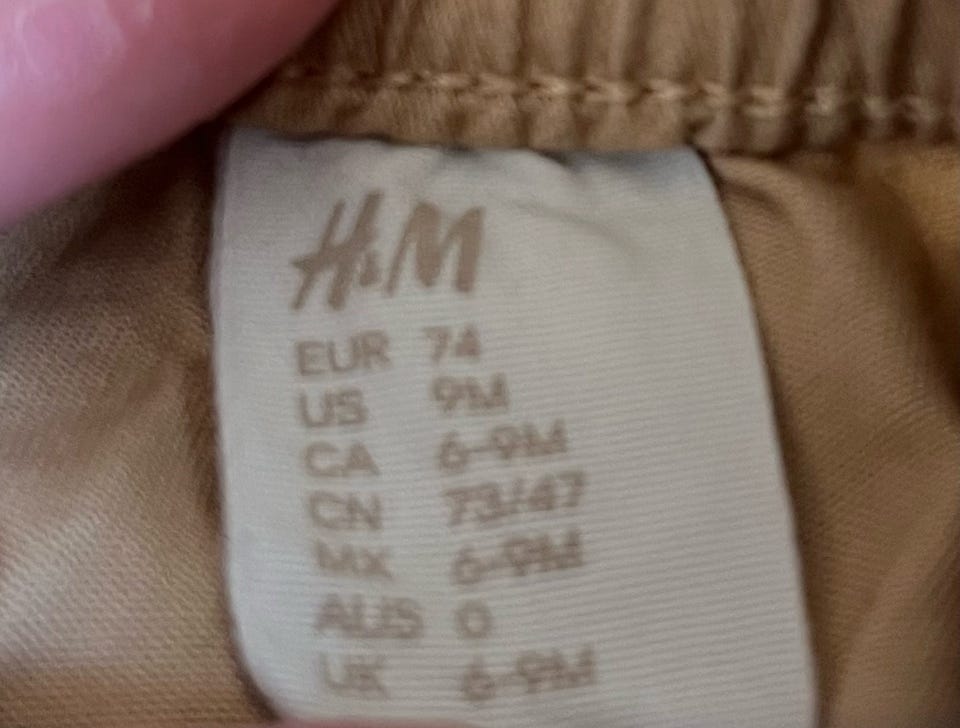 H&M
EUR 74
US 9M
CA 6-9M
CN 73/47
MX 6-9M
AUS 0
UK 6-9M